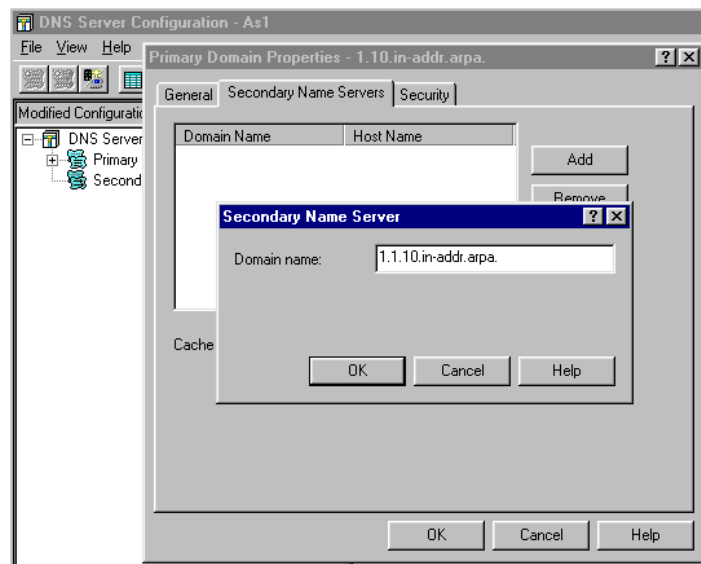 DNS Server Configuration - As1
File View Help
Primary Domain Properties - 1.10.in-addr.arpa.
General Secondary Name Servers Security
Modified Configuratio
DNS Server
Primary
Second
Domain Name Host Name
Add
Remove
Secondary Name Server
Domain name: 1.1.10.in-addr.arpa.
OK Cancel Help
Cache
OK Cancel Help